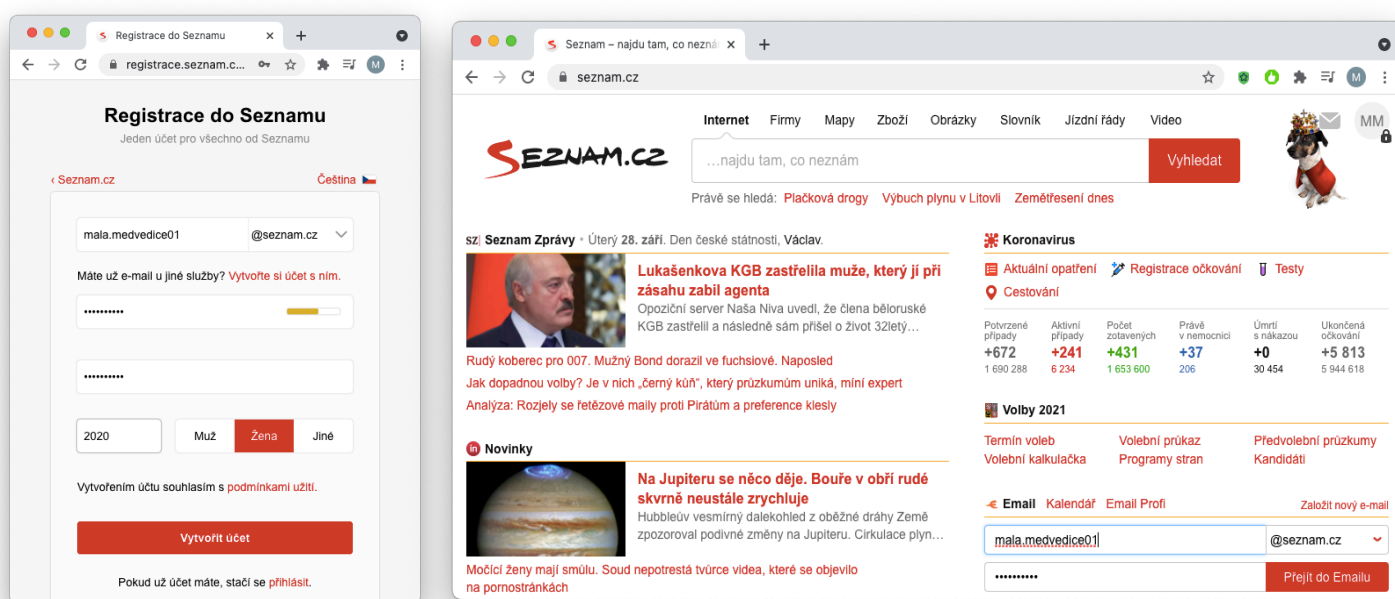 Registrace do Seznamu
registrace.seznam.c...
M
Registrace do Seznamu
Jeden účet pro všechno od Seznamu
‹ Seznam.cz
Čeština
mala.medvedice01
@seznam.cz
Máte už e-mail u jiné služby? Vytvořte si účet s ním.
••••••••••
••••••••••
2020
Muž
Žena
Jiné
Vytvořením účtu souhlasím s podmínkami užití.
Vytvořit účet
Pokud už účet máte, stačí se přihlásit.
Seznam – najdu tam, co nezná
seznam.cz
M
Internet Firmy Mapy Zboží Obrázky Slovník Jízdní řády Video
MM
SEZNAM.CZ
...najdu tam, co neznám
Vyhledat
Právě se hledá: Plačková drogy Výbuch plynu v Litovli Zemětřesení dnes
sz| Seznam Zprávy • Úterý 28. září. Den české státnosti, Václav.
Lukašenkova KGB zastřelila muže, který jí při
zásahu zabil agenta
Opoziční server Naša Niva uvedl, že člena běloruské
KGB zastřelil a následně sám přišel o život 32letý…
Rudý koberec pro 007. Mužný Bond dorazil ve fuchsiové. Naposled
Jak dopadnou volby? Je v nich „černý kůň“, který průzkumům uniká, míní expert
Analýza: Rozjely se řetězové maily proti Pirátům a preference klesly
in Novinky
Na Jupiteru se něco děje. Bouře v obří rudé
skvrně neustále zrychluje
Hubbleův vesmírný dalekohled z oběžné dráhy Země
zpozoroval podivné změny na Jupiteru. Cirkulace plyn…
Močící ženy mají smůlu. Soud nepotrestá tvůrce videa, které se objevilo
na pornostránkách
Koronavirus
Aktuální opatření Registrace očkování Testy
Cestování
Potvrzené Aktivní Počet Právě Úmrtí Ukončená
případy případy zotavených v nemocnici s nákazou očkování
+672 +241 +431 +37 +0 +5 813
1 690 288 6 234 1 653 600 206 30 454 5 944 618
Volby 2021
Termín voleb Volební průkaz Předvolební průzkumy
Volební kalkulačka Programy stran Kandidáti
Email Kalendář Email Profi Založit nový e-mail
mala.medvedice01 @seznam.cz
•••••••••• Přejít do Emailu